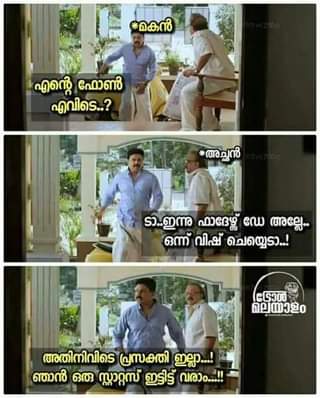 *മകൻ
എന്റെ ഫോൺ
എവിടെ..?
*അച്ഛൻ
ടാ..ഇന്നു ഫാദേഴ്സ് ഡേ അല്ലേ..
ഒന്ന് വിഷ് ചെയ്യെടാ..!
ട്രോൾ
മലയാളം
അതിനിവിടെ പ്രസക്തി ഇല്ലാ...!
ഞാൻ ഒരു സ്റ്റാറ്റസ് ഇട്ടിട്ട് വരാം...!!